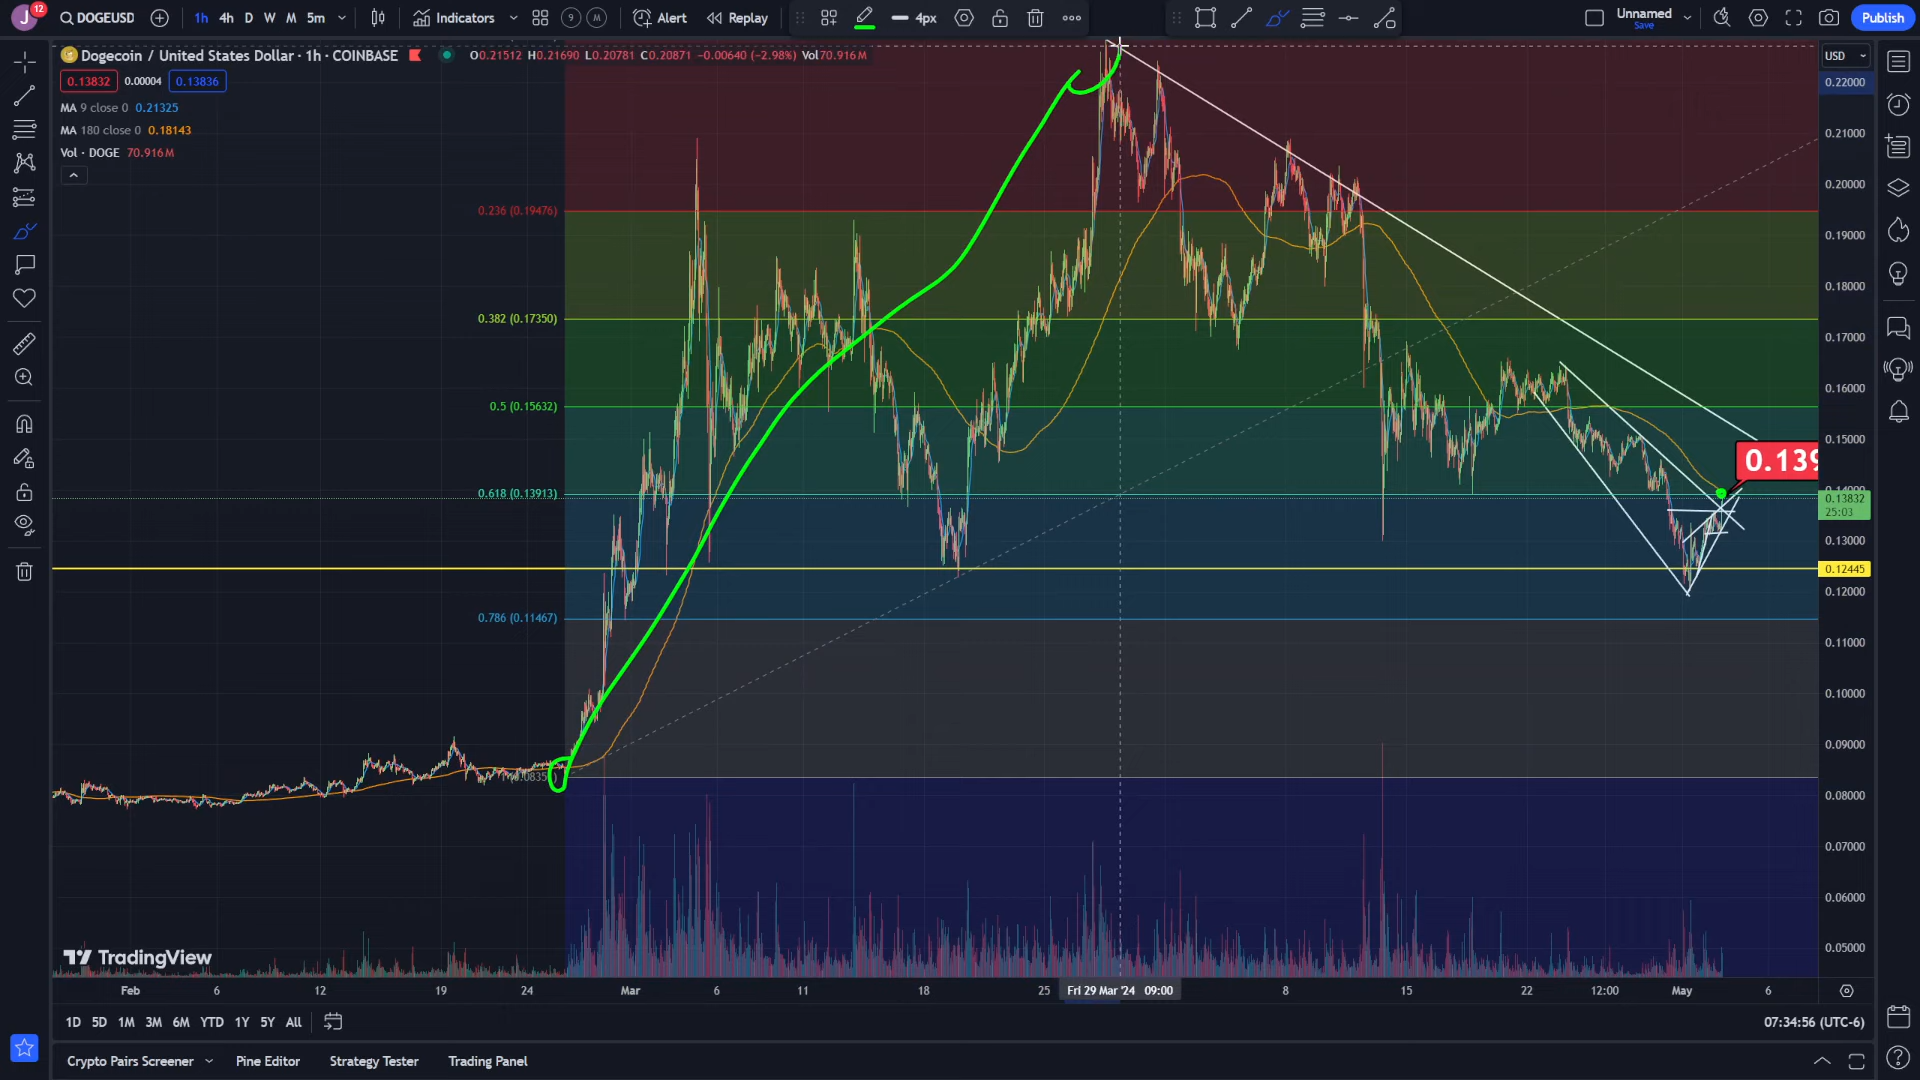 J 12 DOGEUSD 1h 4h D W M 5m Indicators 9 M Alert Replay 4px Unnamed Save Publish
Dogecoin / United States Dollar · 1h · COINBASE O0.21512 H0.21690 L0.20781 C0.20871 −0.00640 (−2.98%) Vol70.916M USD
0.13832 0.00004 0.13836
0.22000
MA 9 close 0 0.21325
MA 180 close 0 0.18143
0.21000
Vol · DOGE 70.916M
0.20000
0.236 (0.19476)
0.19000
0.18000
0.382 (0.17350)
0.17000
0.16000
0.5 (0.15632)
0.15000
0.139
0.618 (0.13913)
0.13832
25:03
0.13000
0.12445
0.12000
0.786 (0.11467)
0.11000
0.10000
0.09000
0.08000
0.07000
0.06000
0.05000
TradingView
Feb 6 12 19 24 Mar 6 11 18 25 Fri 29 Mar '24 09:00 8 15 22 12:00 May 6
1D 5D 1M 3M 6M YTD 1Y 5Y All 07:34:56 (UTC-6)
Crypto Pairs Screener Pine Editor Strategy Tester Trading Panel